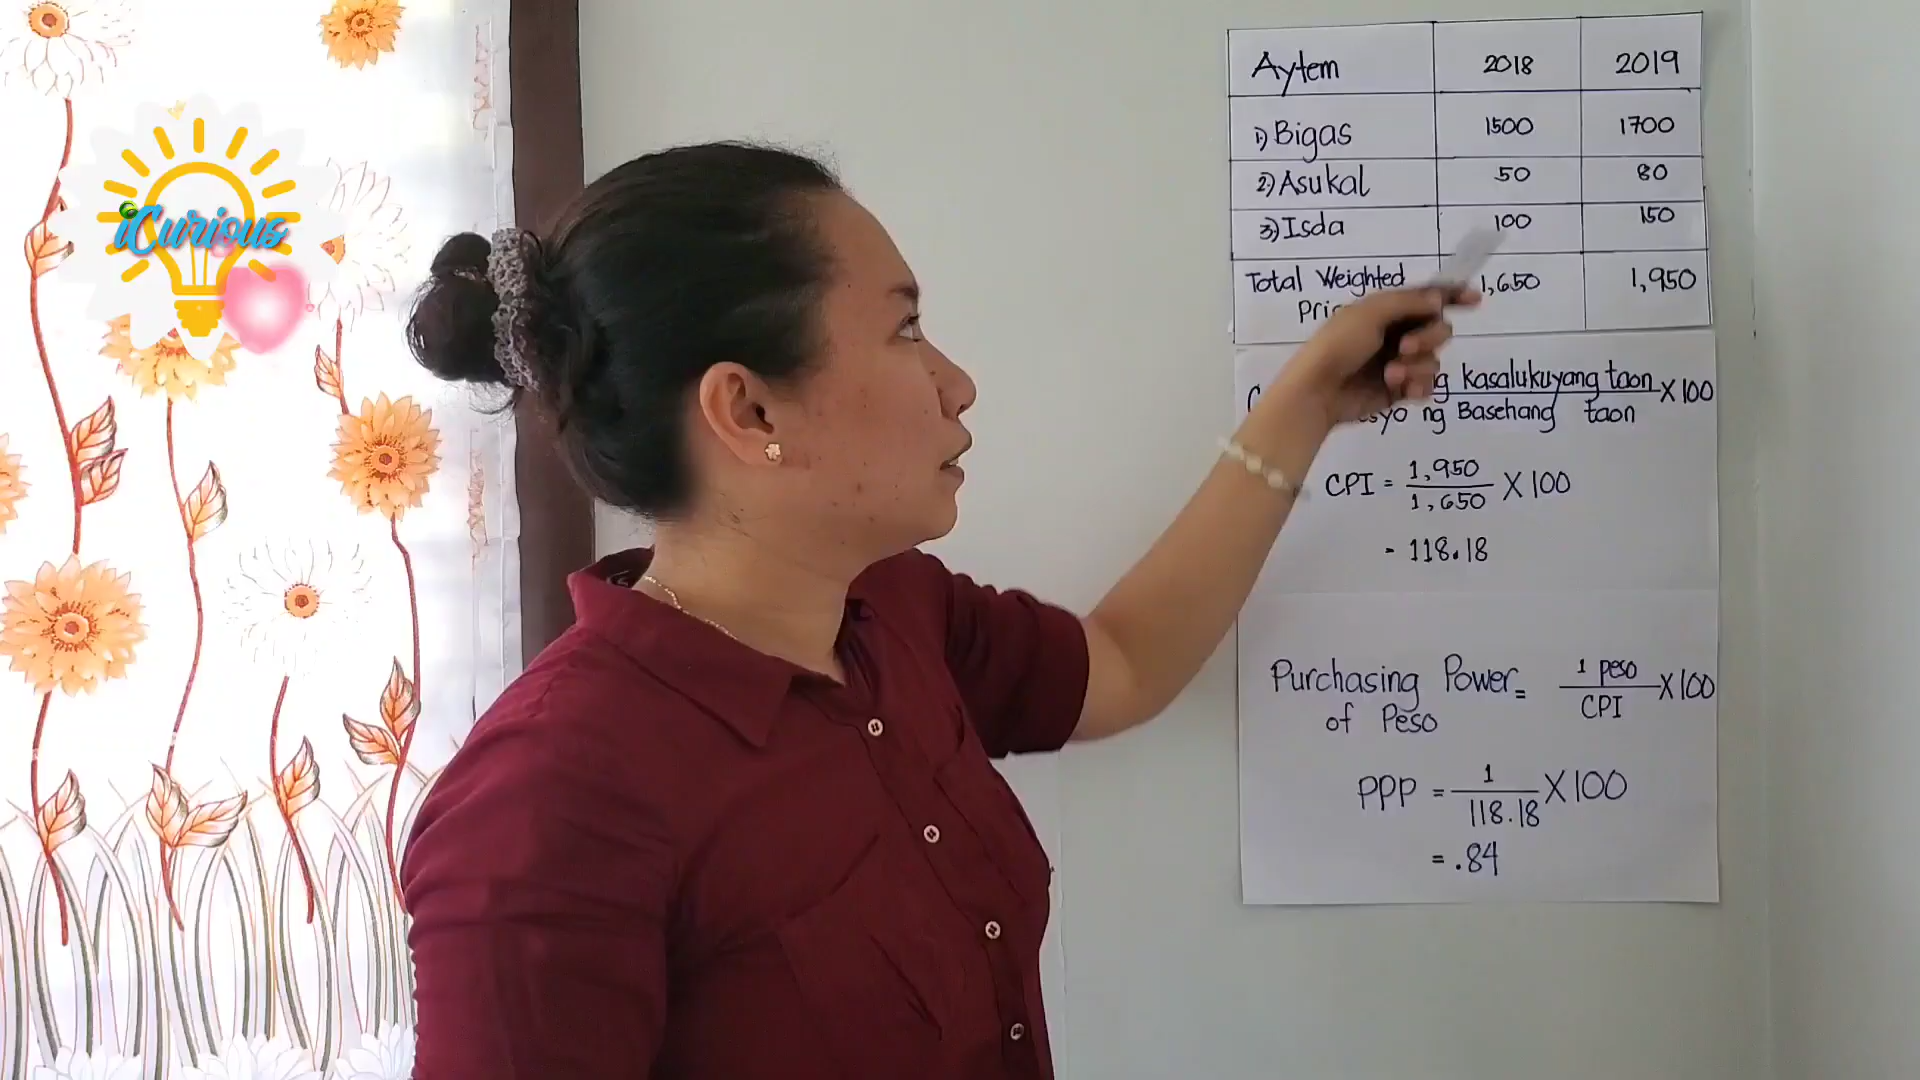 iCurious
Aytem 2018 2019
1) Bigas 1500 1700
2) Asukal 50 80
3) Isda 100 150
Total Weighted 1,650 1,950
kasalukuyang taon X 100
ng Basehang taon
CPI = 1,950 / 1,650 X 100
= 118.18
Purchasing Power = 1 peso / CPI X 100
of Peso
PPP = 1 / 118.18 X 100
= .84